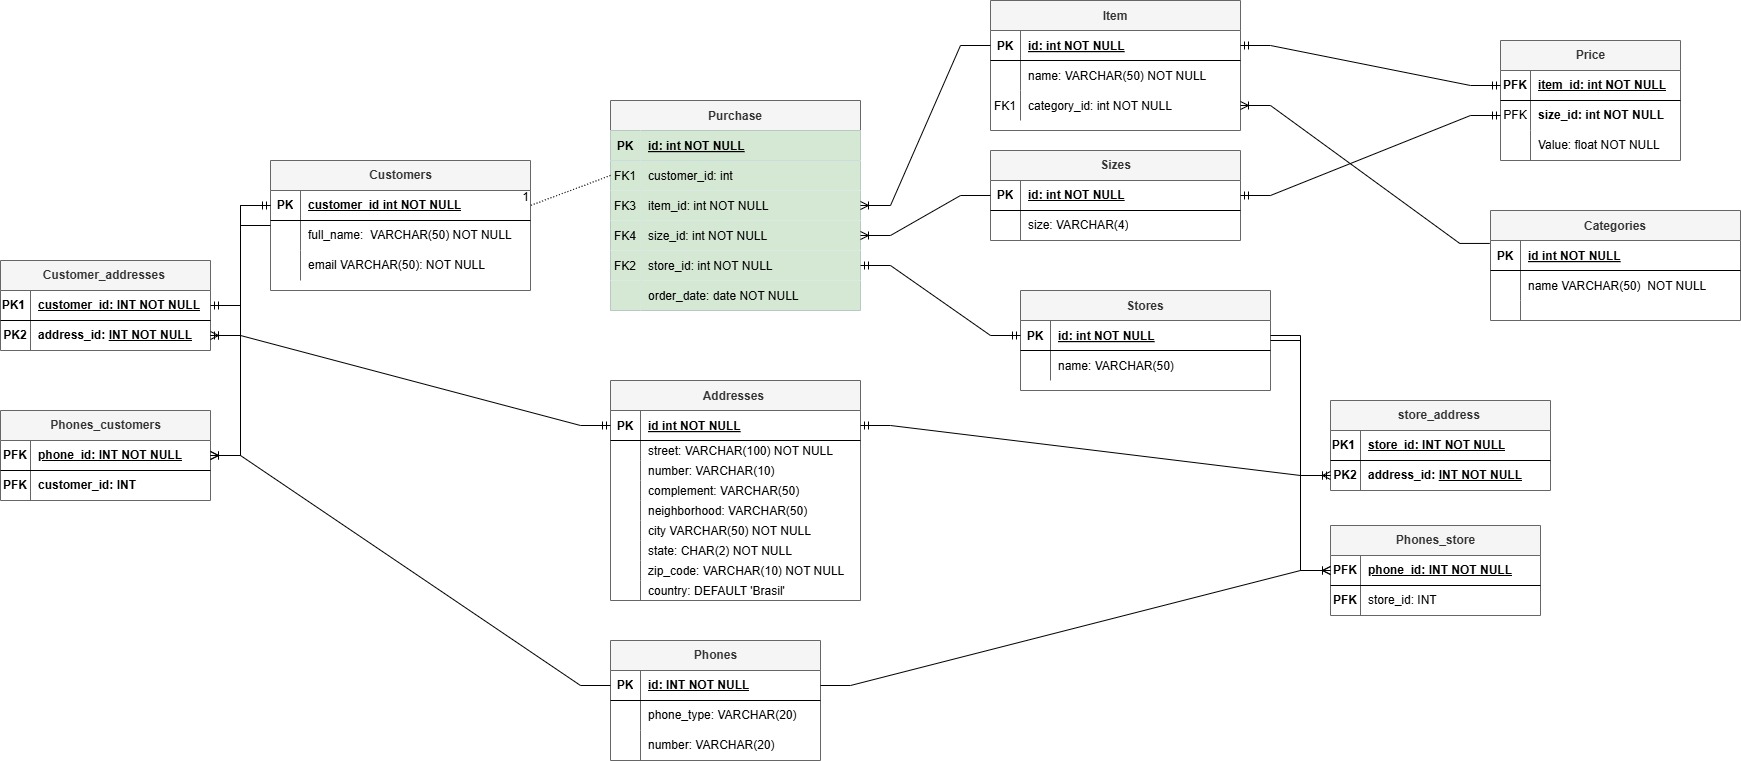 Item
PK id: int NOT NULL
name: VARCHAR(50) NOT NULL
FK1 category_id: int NOT NULL
Price
PFK item_id: int NOT NULL
PFK size_id: int NOT NULL
Value: float NOT NULL
Purchase
PK id: int NOT NULL
FK1 customer_id: int
FK3 item_id: int NOT NULL
FK4 size_id: int NOT NULL
FK2 store_id: int NOT NULL
order_date: date NOT NULL
Sizes
PK id: int NOT NULL
size: VARCHAR(4)
Customers
1
PK customer_id int NOT NULL
full_name: VARCHAR(50) NOT NULL
email VARCHAR(50): NOT NULL
Categories
PK id int NOT NULL
name VARCHAR(50) NOT NULL
Customer_addresses
PK1 customer_id: INT NOT NULL
PK2 address_id: INT NOT NULL
Stores
PK id: int NOT NULL
name: VARCHAR(50)
Addresses
PK id int NOT NULL
street: VARCHAR(100) NOT NULL
number: VARCHAR(10)
complement: VARCHAR(50)
neighborhood: VARCHAR(50)
city VARCHAR(50) NOT NULL
state: CHAR(2) NOT NULL
zip_code: VARCHAR(10) NOT NULL
country: DEFAULT 'Brasil'
Phones_customers
PFK phone_id: INT NOT NULL
PFK customer_id: INT
store_address
PK1 store_id: INT NOT NULL
PK2 address_id: INT NOT NULL
Phones_store
PFK phone_id: INT NOT NULL
PFK store_id: INT
Phones
PK id: INT NOT NULL
phone_type: VARCHAR(20)
number: VARCHAR(20)